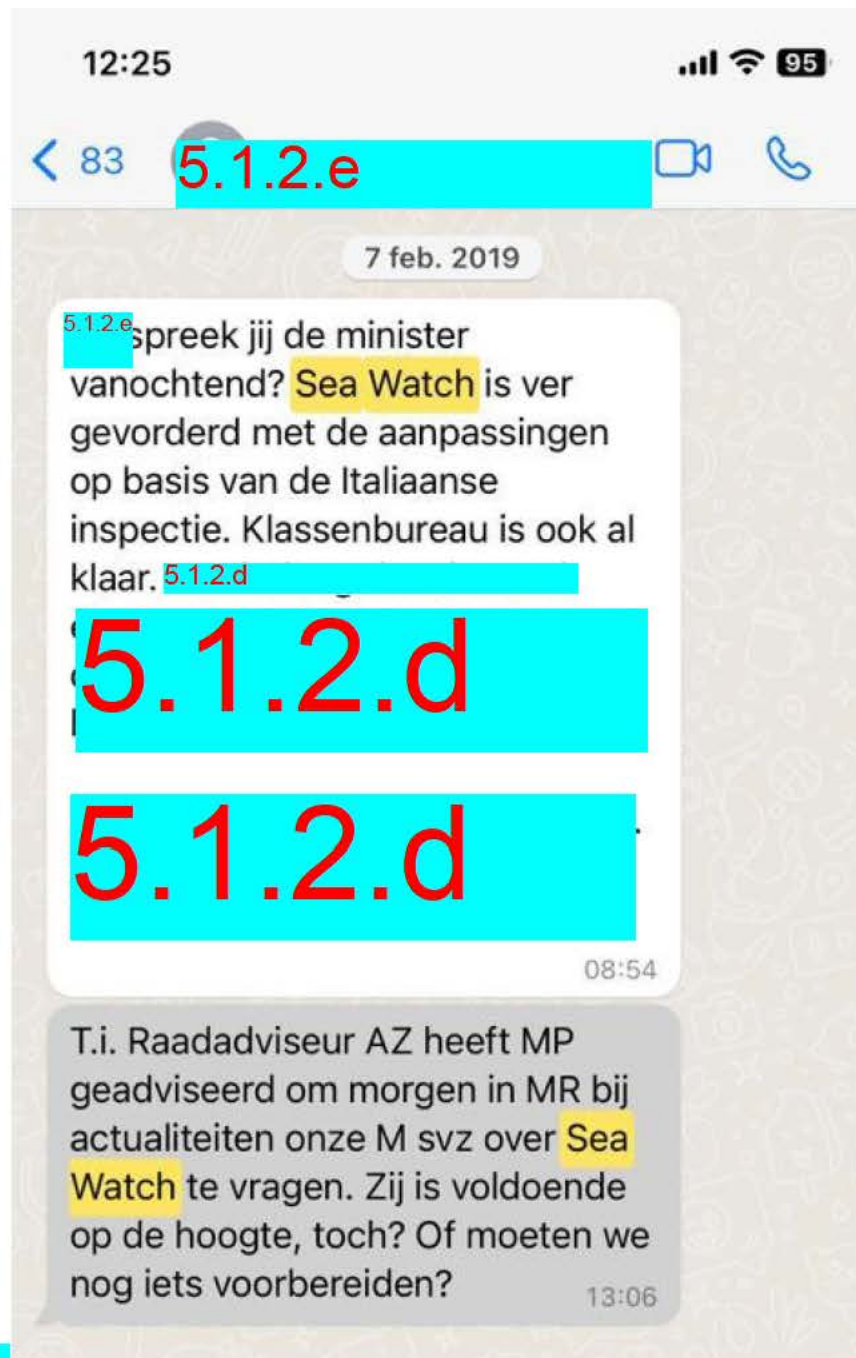 12:25 95
83 5.1.2.e
7 feb. 2019
5.1.2.e spreek jij de minister
vanochtend? Sea Watch is ver
gevorderd met de aanpassingen
op basis van de Italiaanse
inspectie. Klassenbureau is ook al
klaar. 5.1.2.d
5.1.2.d
5.1.2.d
08:54
T.i. Raadadviseur AZ heeft MP
geadviseerd om morgen in MR bij
actualiteiten onze M svz over Sea
Watch te vragen. Zij is voldoende
op de hoogte, toch? Of moeten we
nog iets voorbereiden? 13:06